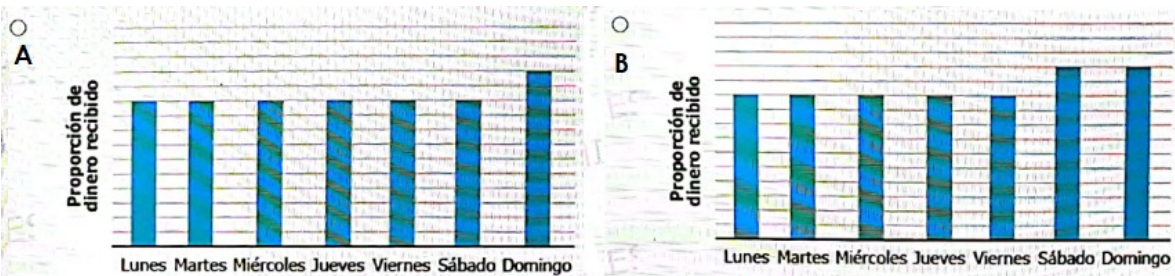 A
Proporción de
dinero recibido
Lunes Martes Miércoles Jueves Viernes Sábado Domingo
B
Proporción de
dinero recibido
Lunes Martes Miércoles Jueves Viernes Sábado Domingo